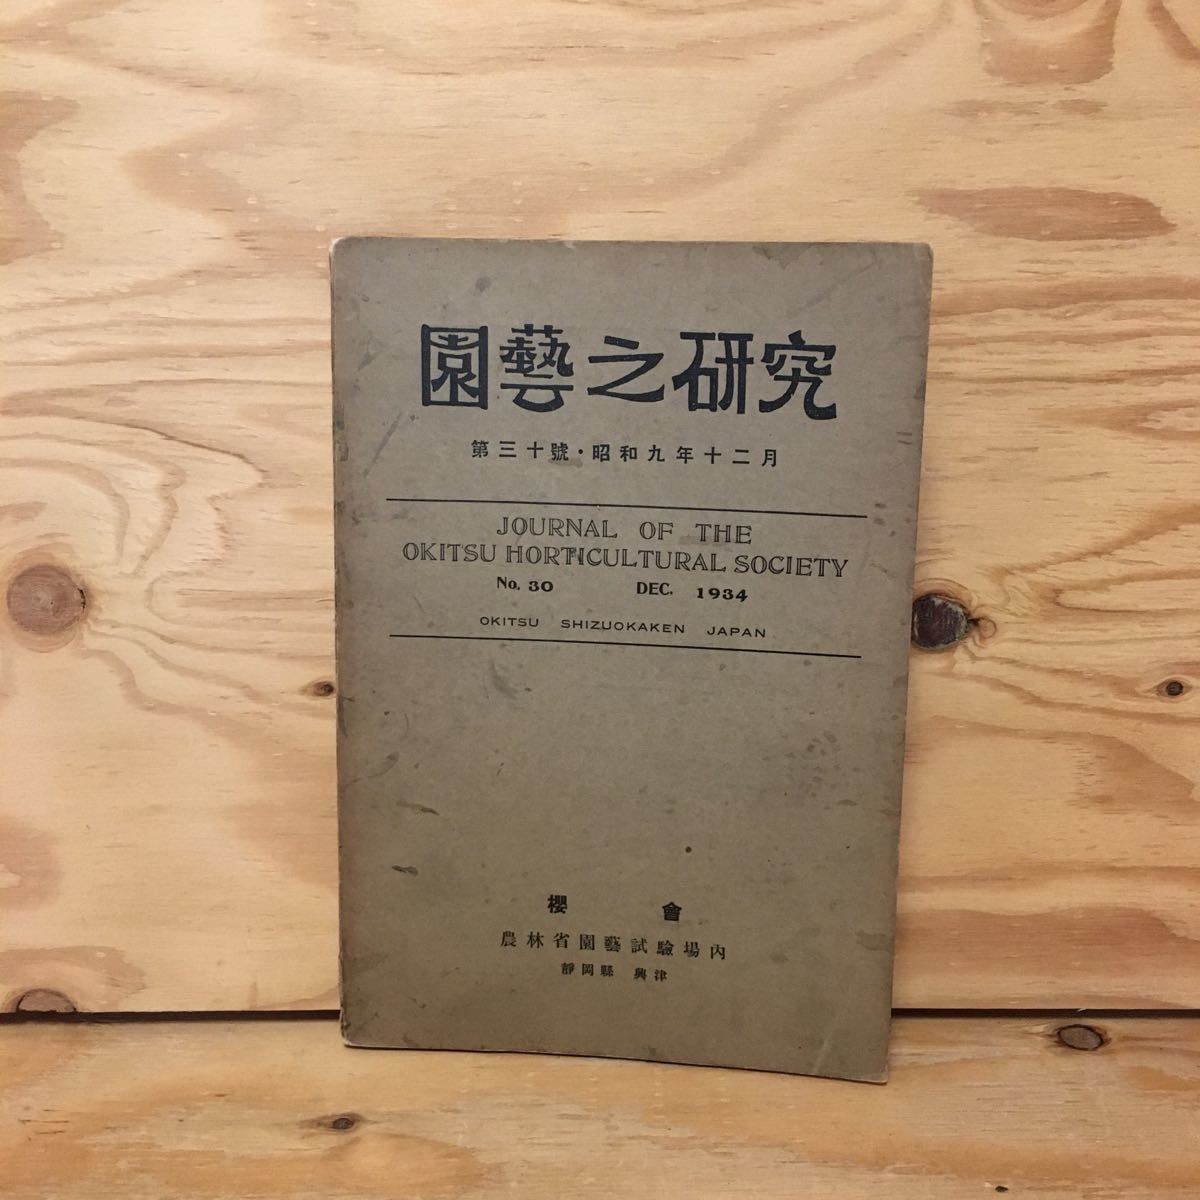 園藝之研究
第三十號・昭和九年十二月
JOURNAL OF THE
OKITSU HORTICULTURAL SOCIETY
No. 30 DEC. 1934
OKITSU SHIZUOKAKEN JAPAN
櫻會
農林省園藝試驗場內
靜岡縣 興津